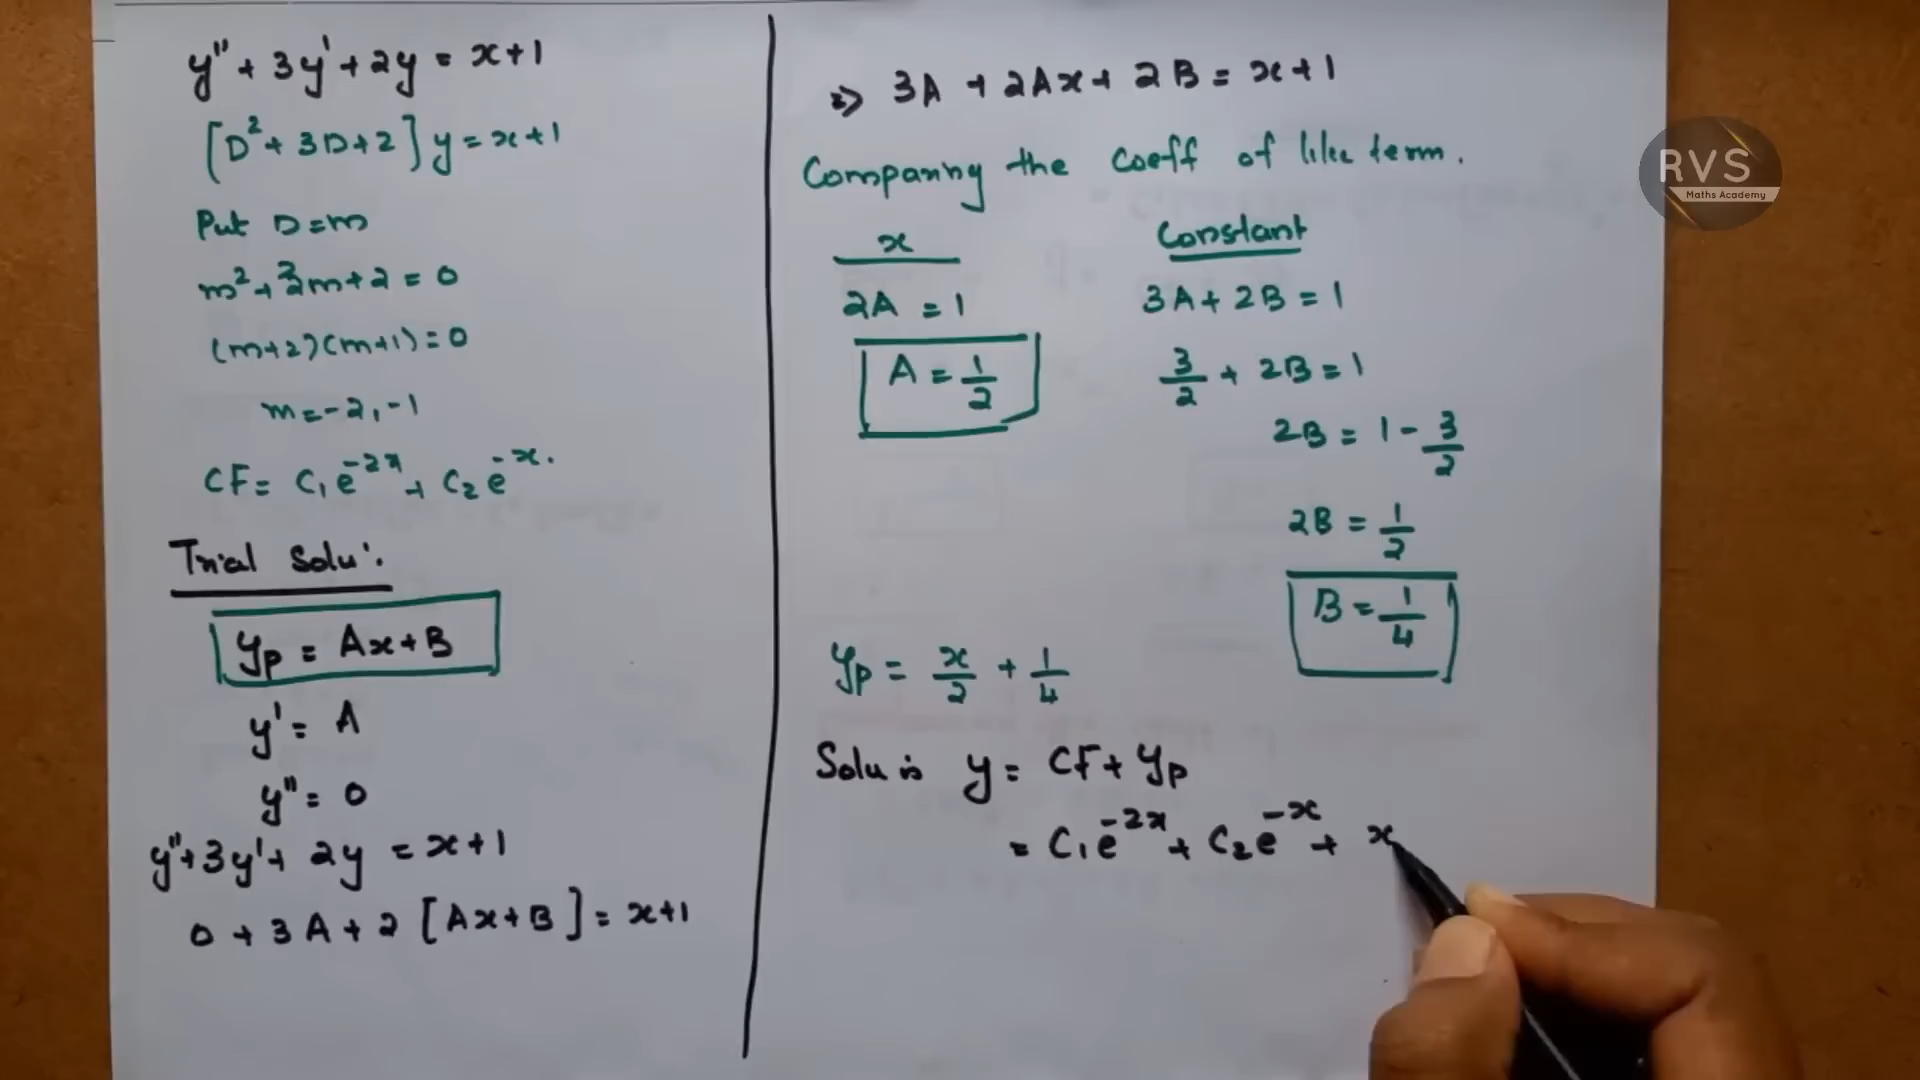 y'' + 3y' + 2y = x+1
[D² + 3D+2] y = x+1
Put D=m
m²+3m+2 = 0
(m+2)(m+1)=0
m=-2,-1
CF= C₁e^-2x + C₂e^-x.
Trial Solu:
yp = Ax+B
y' = A
y'' = 0
y''+3y'+ 2y = x+1
0 + 3A + 2 [Ax+B] = x+1
=> 3A + 2Ax + 2B = x+1
Comparing the Coeff of like term.
x
2A = 1
A = 1/2
Constant
3A + 2B = 1
3/2 + 2B = 1
2B = 1 - 3/2
2B = 1/2
B = 1/4
yp = x/2 + 1/4
Solu is y = CF + yp
= C₁e^-2x + C₂e^-x + x
RVS
Maths Academy